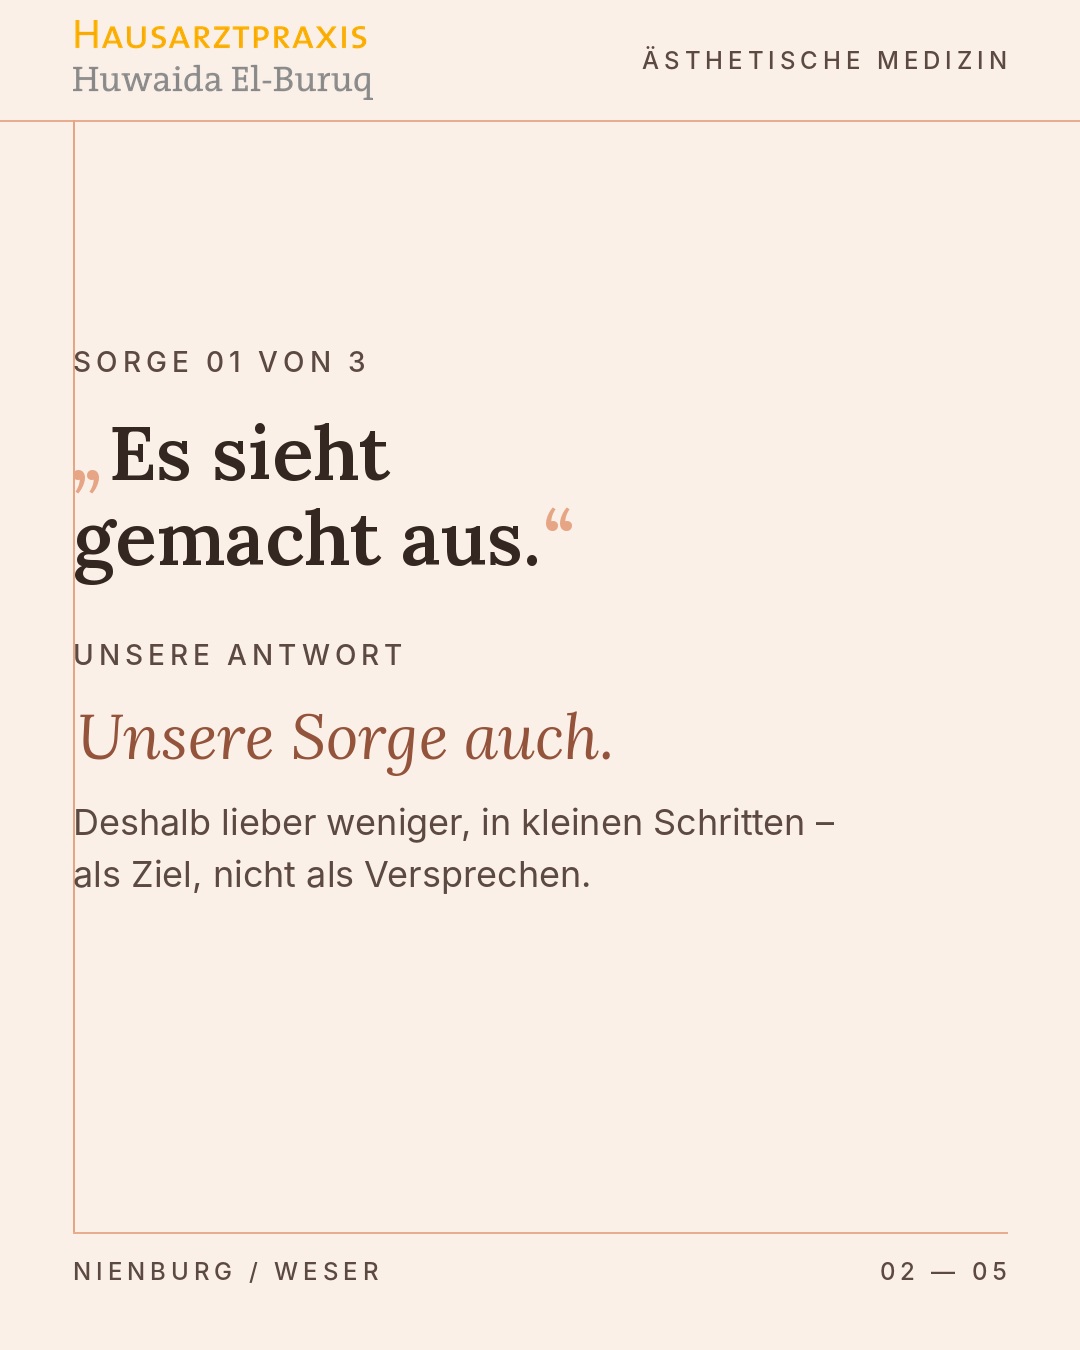 HAUSARZTPRAXIS
Huwaida El-Buruq
ÄSTHETISCHE MEDIZIN
SORGE 01 VON 3
„Es sieht
gemacht aus.“
UNSERE ANTWORT
Unsere Sorge auch.
Deshalb lieber weniger, in kleinen Schritten –
als Ziel, nicht als Versprechen.
NIENBURG / WESER
02 — 05